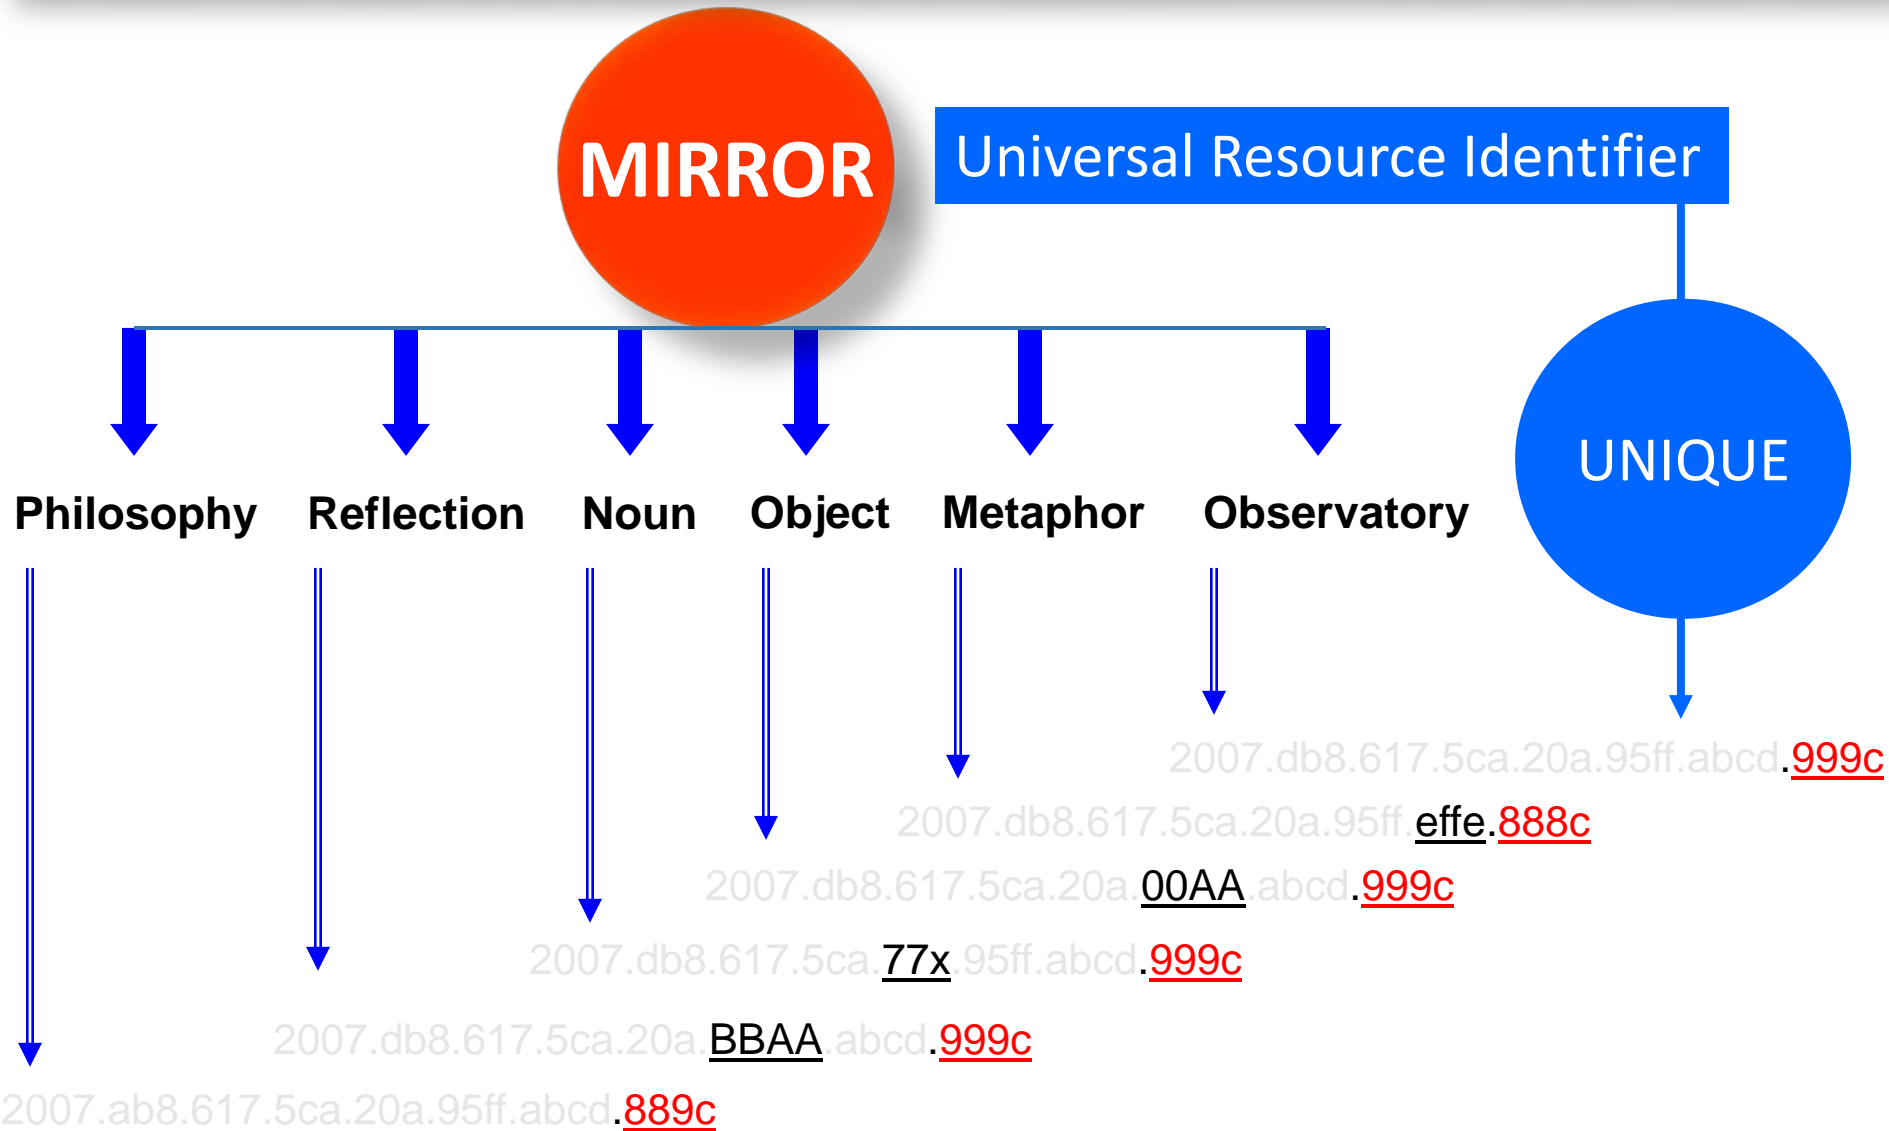 MIRROR
Universal Resource Identifier
UNIQUE
Philosophy Reflection Noun Object Metaphor Observatory
2007.db8.617.5ca.20a.95ff.abcd.999c
2007.db8.617.5ca.20a.95ff.effe.888c
2007.db8.617.5ca.20a.00AA.abcd.999c
2007.db8.617.5ca.77x.95ff.abcd.999c
2007.db8.617.5ca.20a.BBAA.abcd.999c
2007.ab8.617.5ca.20a.95ff.abcd.889c